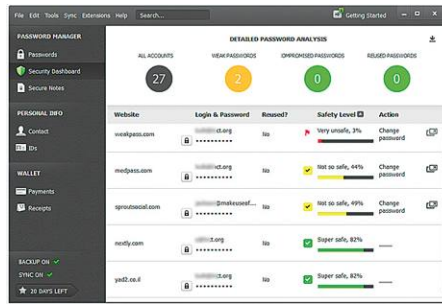 File Edit Tools Sync Extensions Help Search... Getting Started
PASSWORD MANAGER
Passwords
Security Dashboard
Secure Notes
PERSONAL INFO
Contact
IDs
WALLET
Payments
Receipts
BACKUP ON
SYNC ON
20 DAYS LEFT
DETAILED PASSWORD ANALYSIS
ALL ACCOUNTS WEAK PASSWORDS COMPROMISED PASSWORDS REUSED PASSWORDS
27 2 0 0
Website Login & Password Reused? Safety Level Action
weakpass.com ct.org No Very unsafe, 3% Change password
medpass.com ct.org No Not so safe, 44% Change password
sproutsocial.com @makeuseof... No Not so safe, 49% Change password
nextly.com t.org No Super safe, 82%
yad2.co.il ct.org No Super safe, 82%